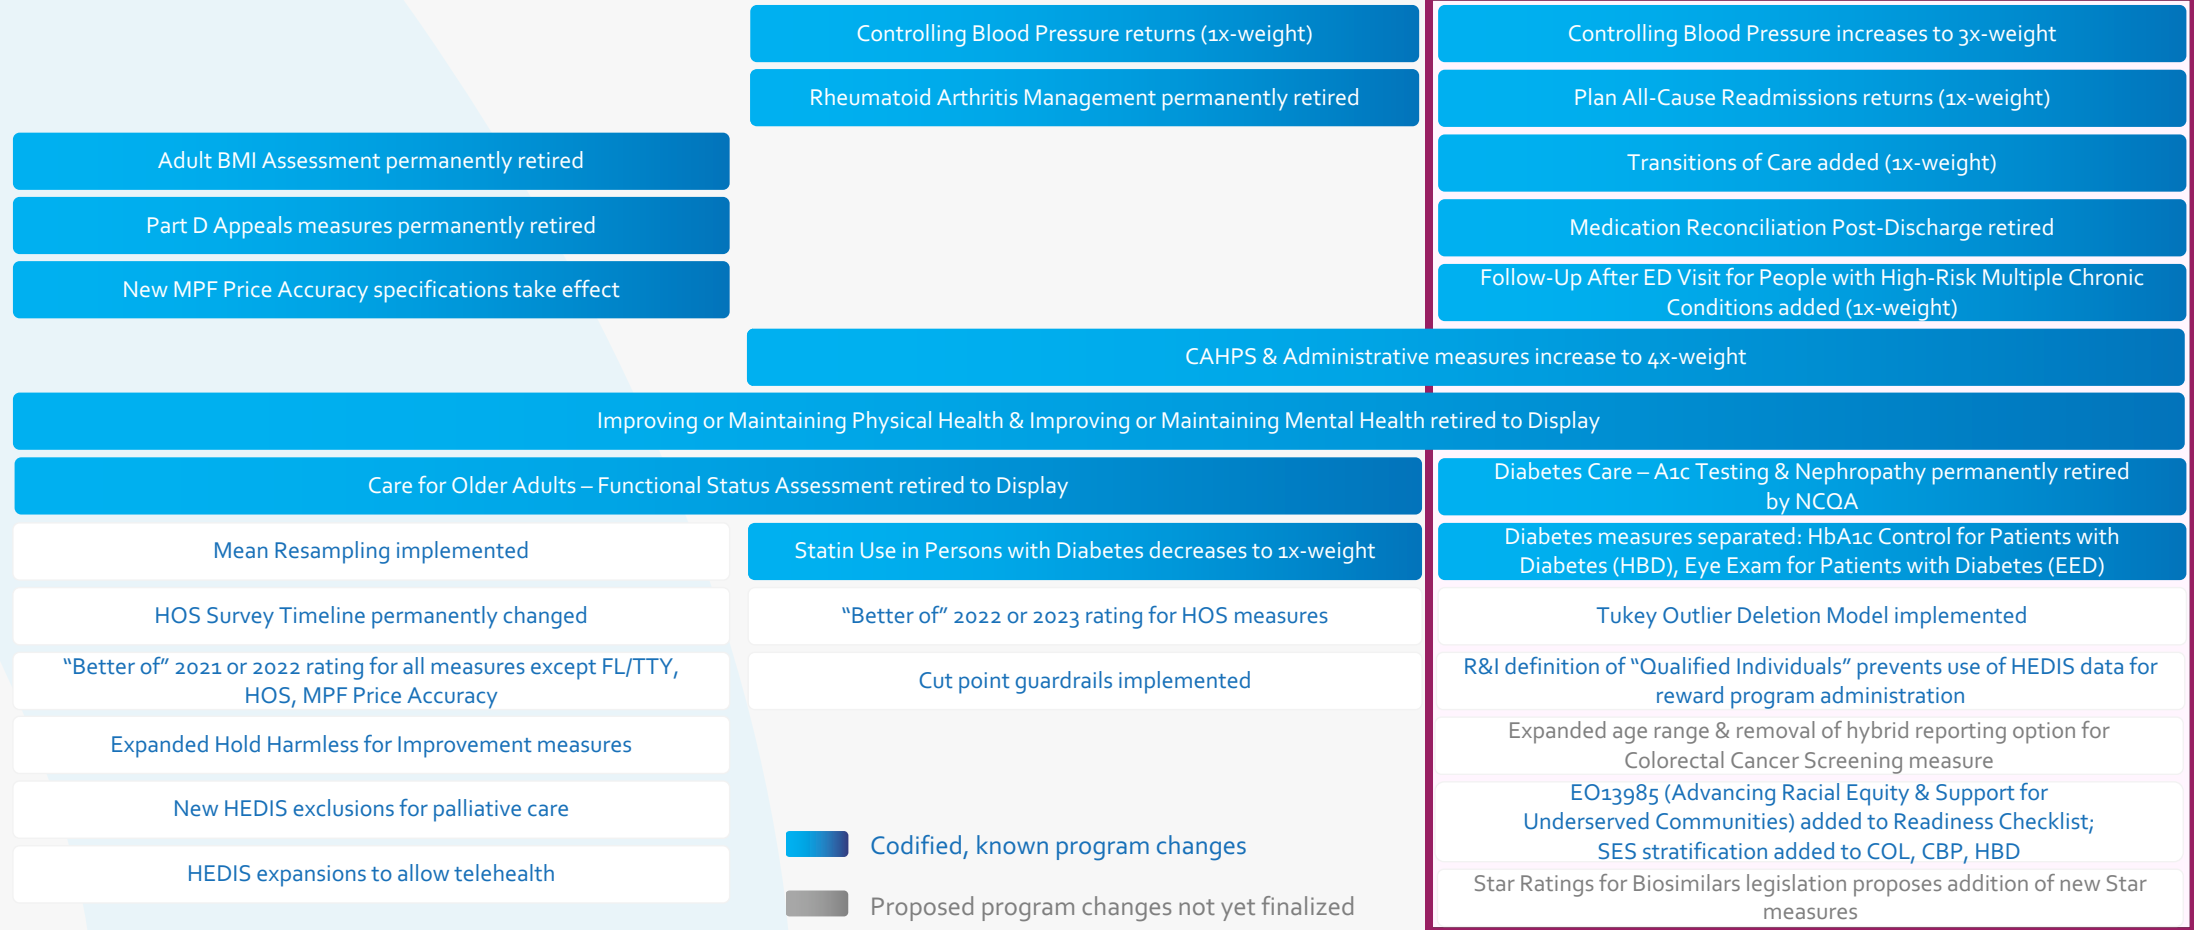 Controlling Blood Pressure returns (1x-weight)
Controlling Blood Pressure increases to 3x-weight
Rheumatoid Arthritis Management permanently retired
Plan All-Cause Readmissions returns (1x-weight)
Adult BMI Assessment permanently retired
Transitions of Care added (1x-weight)
Part D Appeals measures permanently retired
Medication Reconciliation Post-Discharge retired
New MPF Price Accuracy specifications take effect
Follow-Up After ED Visit for People with High-Risk Multiple Chronic
Conditions added (1x-weight)
CAHPS & Administrative measures increase to 4x-weight
Improving or Maintaining Physical Health & Improving or Maintaining Mental Health retired to Display
Care for Older Adults – Functional Status Assessment retired to Display
Diabetes Care – A1c Testing & Nephropathy permanently retired
by NCQA
Mean Resampling implemented
Statin Use in Persons with Diabetes decreases to 1x-weight
Diabetes measures separated: HbA1c Control for Patients with
Diabetes (HBD), Eye Exam for Patients with Diabetes (EED)
HOS Survey Timeline permanently changed
“Better of” 2022 or 2023 rating for HOS measures
Tukey Outlier Deletion Model implemented
“Better of” 2021 or 2022 rating for all measures except FL/TTY,
HOS, MPF Price Accuracy
Cut point guardrails implemented
R&I definition of “Qualified Individuals” prevents use of HEDIS data for
reward program administration
Expanded Hold Harmless for Improvement measures
Expanded age range & removal of hybrid reporting option for
Colorectal Cancer Screening measure
New HEDIS exclusions for palliative care
EO13985 (Advancing Racial Equity & Support for
Underserved Communities) added to Readiness Checklist;
SES stratification added to COL, CBP, HBD
HEDIS expansions to allow telehealth
Star Ratings for Biosimilars legislation proposes addition of new Star
measures
Codified, known program changes
Proposed program changes not yet finalized